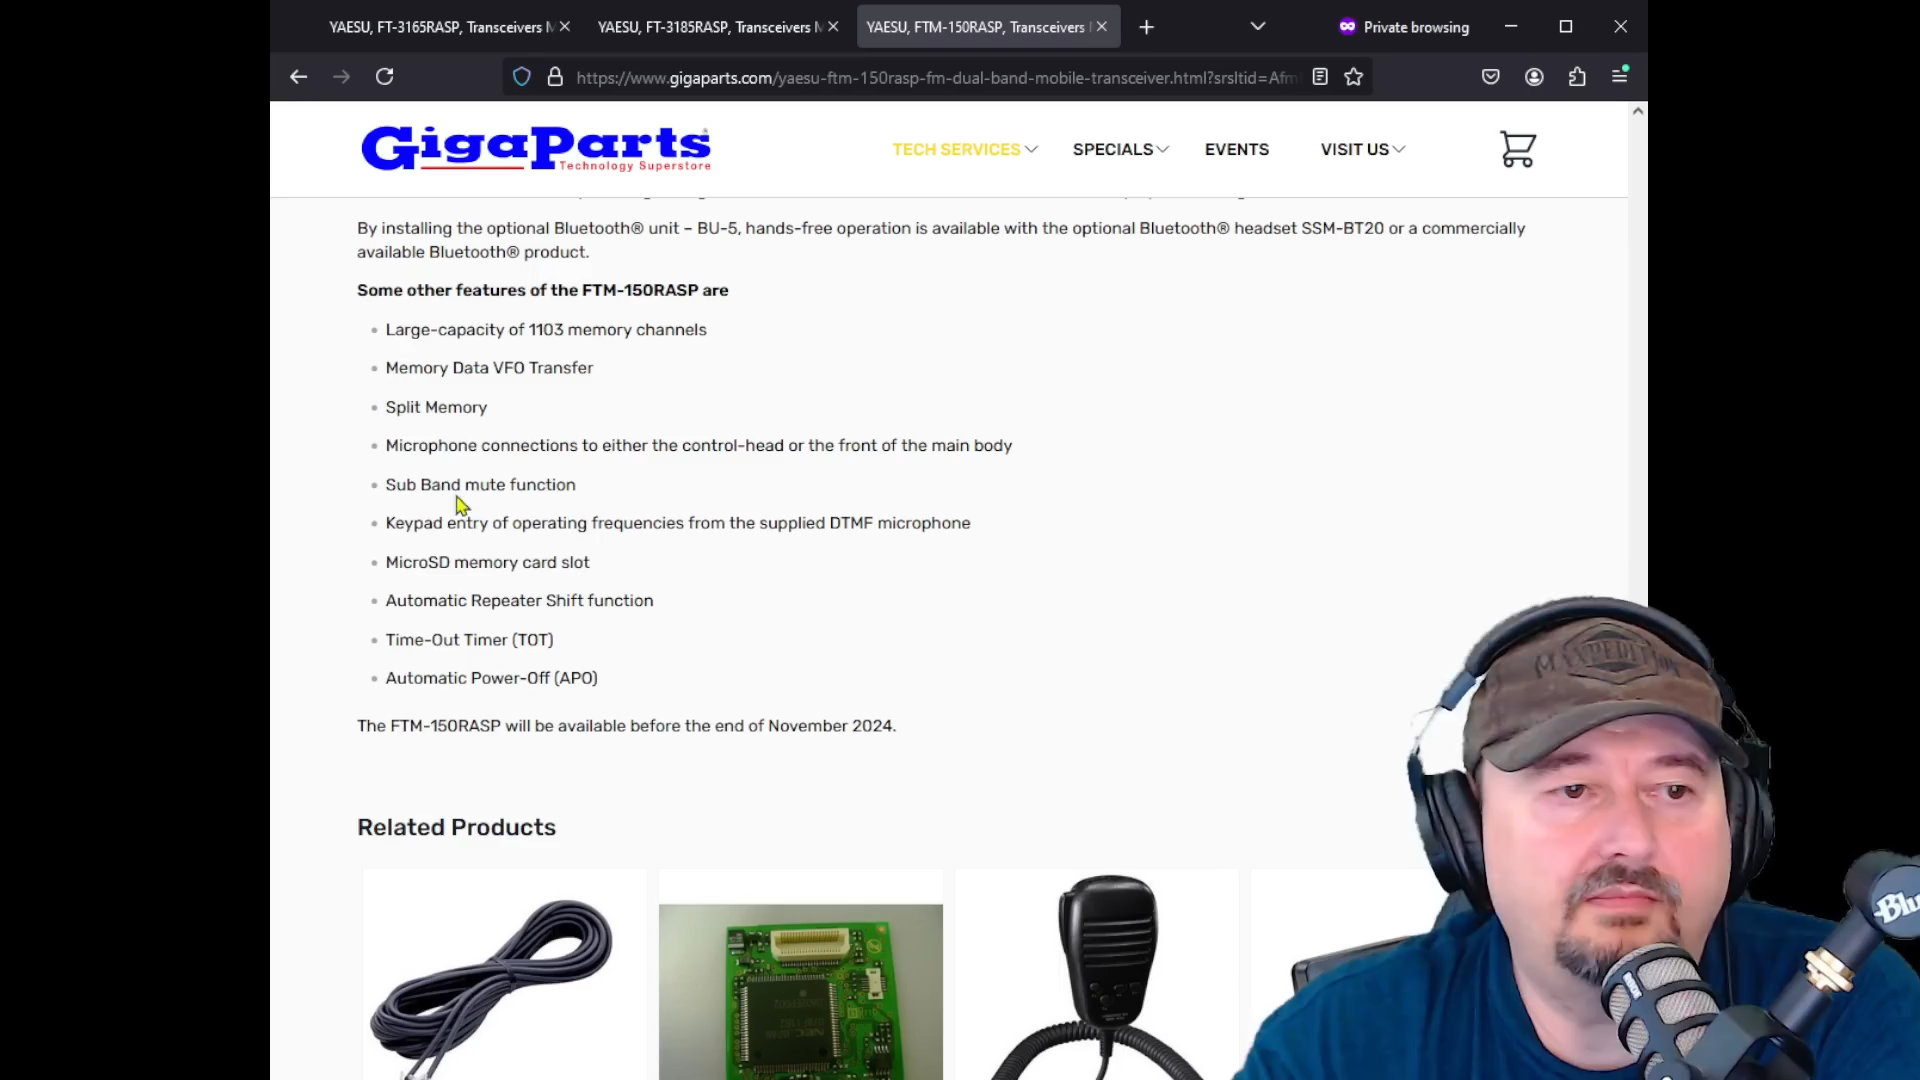 YAESU, FT-3165RASP, Transceivers
YAESU, FT-3185RASP, Transceivers
YAESU, FTM-150RASP, Transceivers
Private browsing
https://www.gigaparts.com/yaesu-ftm-150rasp-fm-dual-band-mobile-transceiver.html?srsltid=Afm
GigaParts
Technology Superstore
TECH SERVICES
SPECIALS
EVENTS
VISIT US
By installing the optional Bluetooth® unit – BU-5, hands-free operation is available with the optional Bluetooth® headset SSM-BT20 or a commercially
available Bluetooth® product.
Some other features of the FTM-150RASP are
Large-capacity of 1103 memory channels
Memory Data VFO Transfer
Split Memory
Microphone connections to either the control-head or the front of the main body
Sub Band mute function
Keypad entry of operating frequencies from the supplied DTMF microphone
MicroSD memory card slot
Automatic Repeater Shift function
Time-Out Timer (TOT)
Automatic Power-Off (APO)
The FTM-150RASP will be available before the end of November 2024.
Related Products
MAXPEDITION
RØDE
Blu